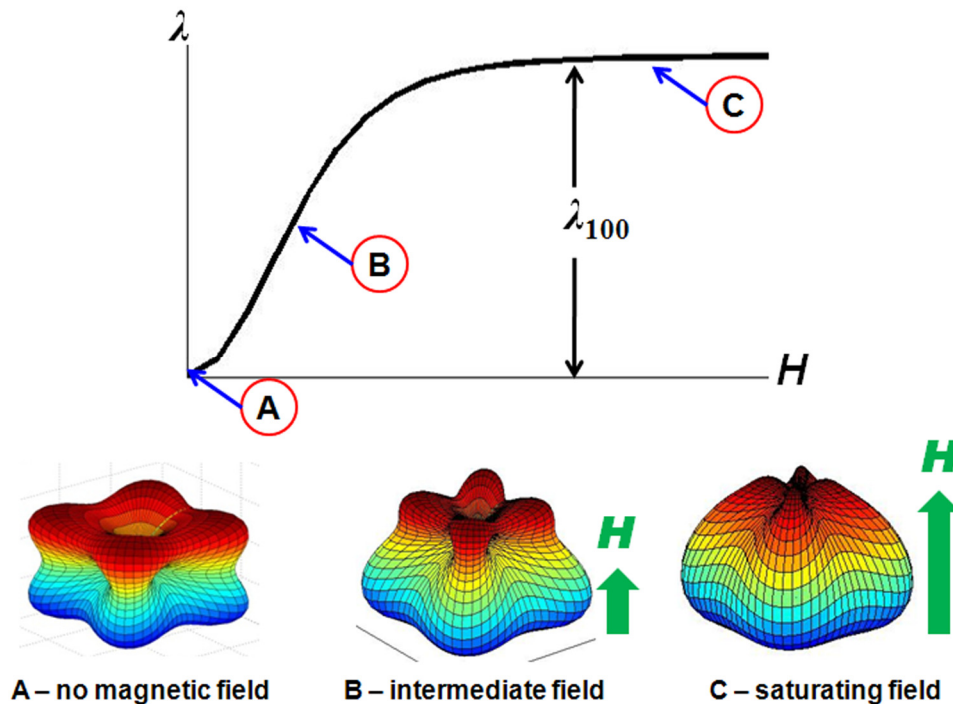 λ
C
λ100
B
H
A
H
H
A – no magnetic field
B – intermediate field
C – saturating field